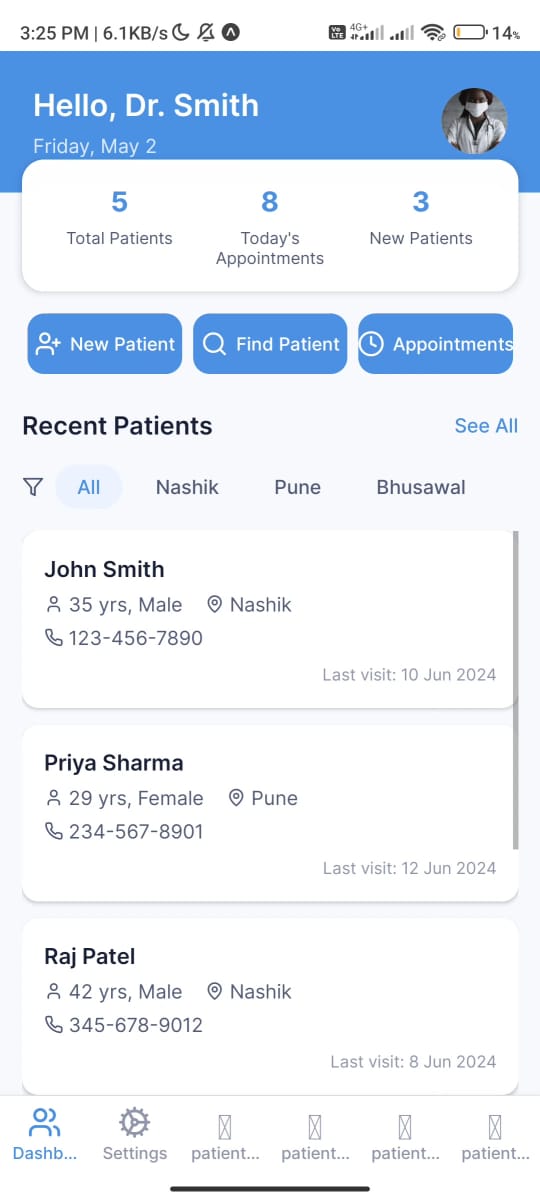 3:25 PM | 6.1KB/s
Vo LTE 4G+ 14%
Hello, Dr. Smith
Friday, May 2
5 8 3
Total Patients Today's Appointments New Patients
New Patient Find Patient Appointments
Recent Patients See All
All Nashik Pune Bhusawal
John Smith
35 yrs, Male Nashik
123-456-7890
Last visit: 10 Jun 2024
Priya Sharma
29 yrs, Female Pune
234-567-8901
Last visit: 12 Jun 2024
Raj Patel
42 yrs, Male Nashik
345-678-9012
Last visit: 8 Jun 2024
Dashb... Settings patient... patient... patient... patient...